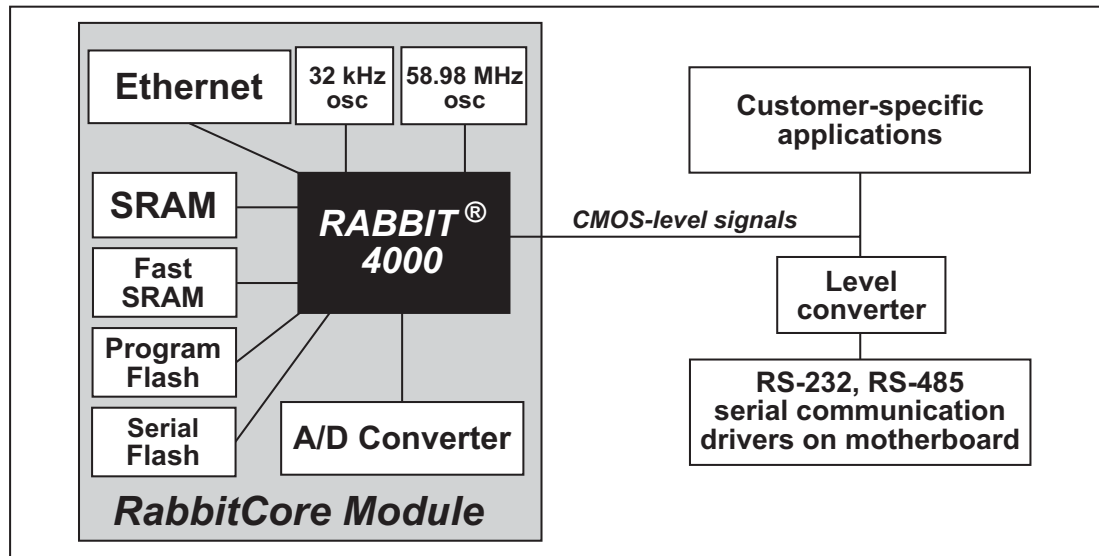 Ethernet
32 kHz
osc
58.98 MHz
osc
SRAM
Fast
SRAM
Program
Flash
Serial
Flash
RABBIT ®
4000
A/D Converter
RabbitCore Module
CMOS-level signals
Customer-specific
applications
Level
converter
RS-232, RS-485
serial communication
drivers on motherboard